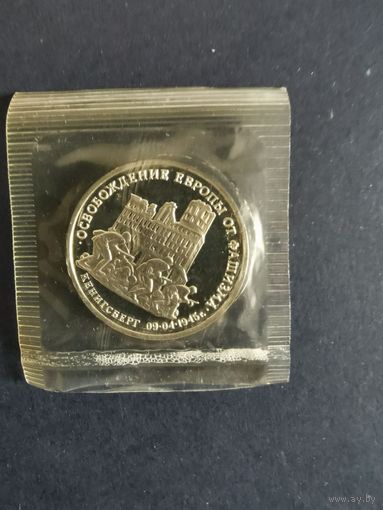 ·ОСВОБОЖДЕНИЕ ЕВРОПЫ ОТ ФАШИЗМА·
КЕНИГСБЕРГ 09·04·1945г.
www.ay.by